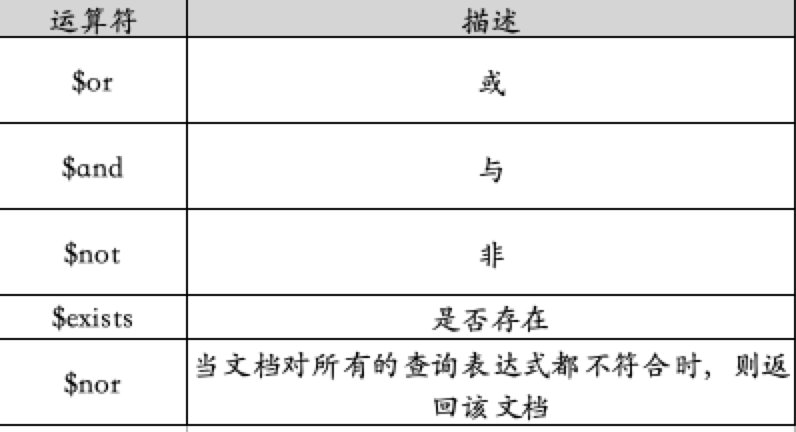 运算符 描述
$or 或
$and 与
$not 非
$exists 是否存在
$nor 当文档对所有的查询表达式都不符合时，则返
回该文档